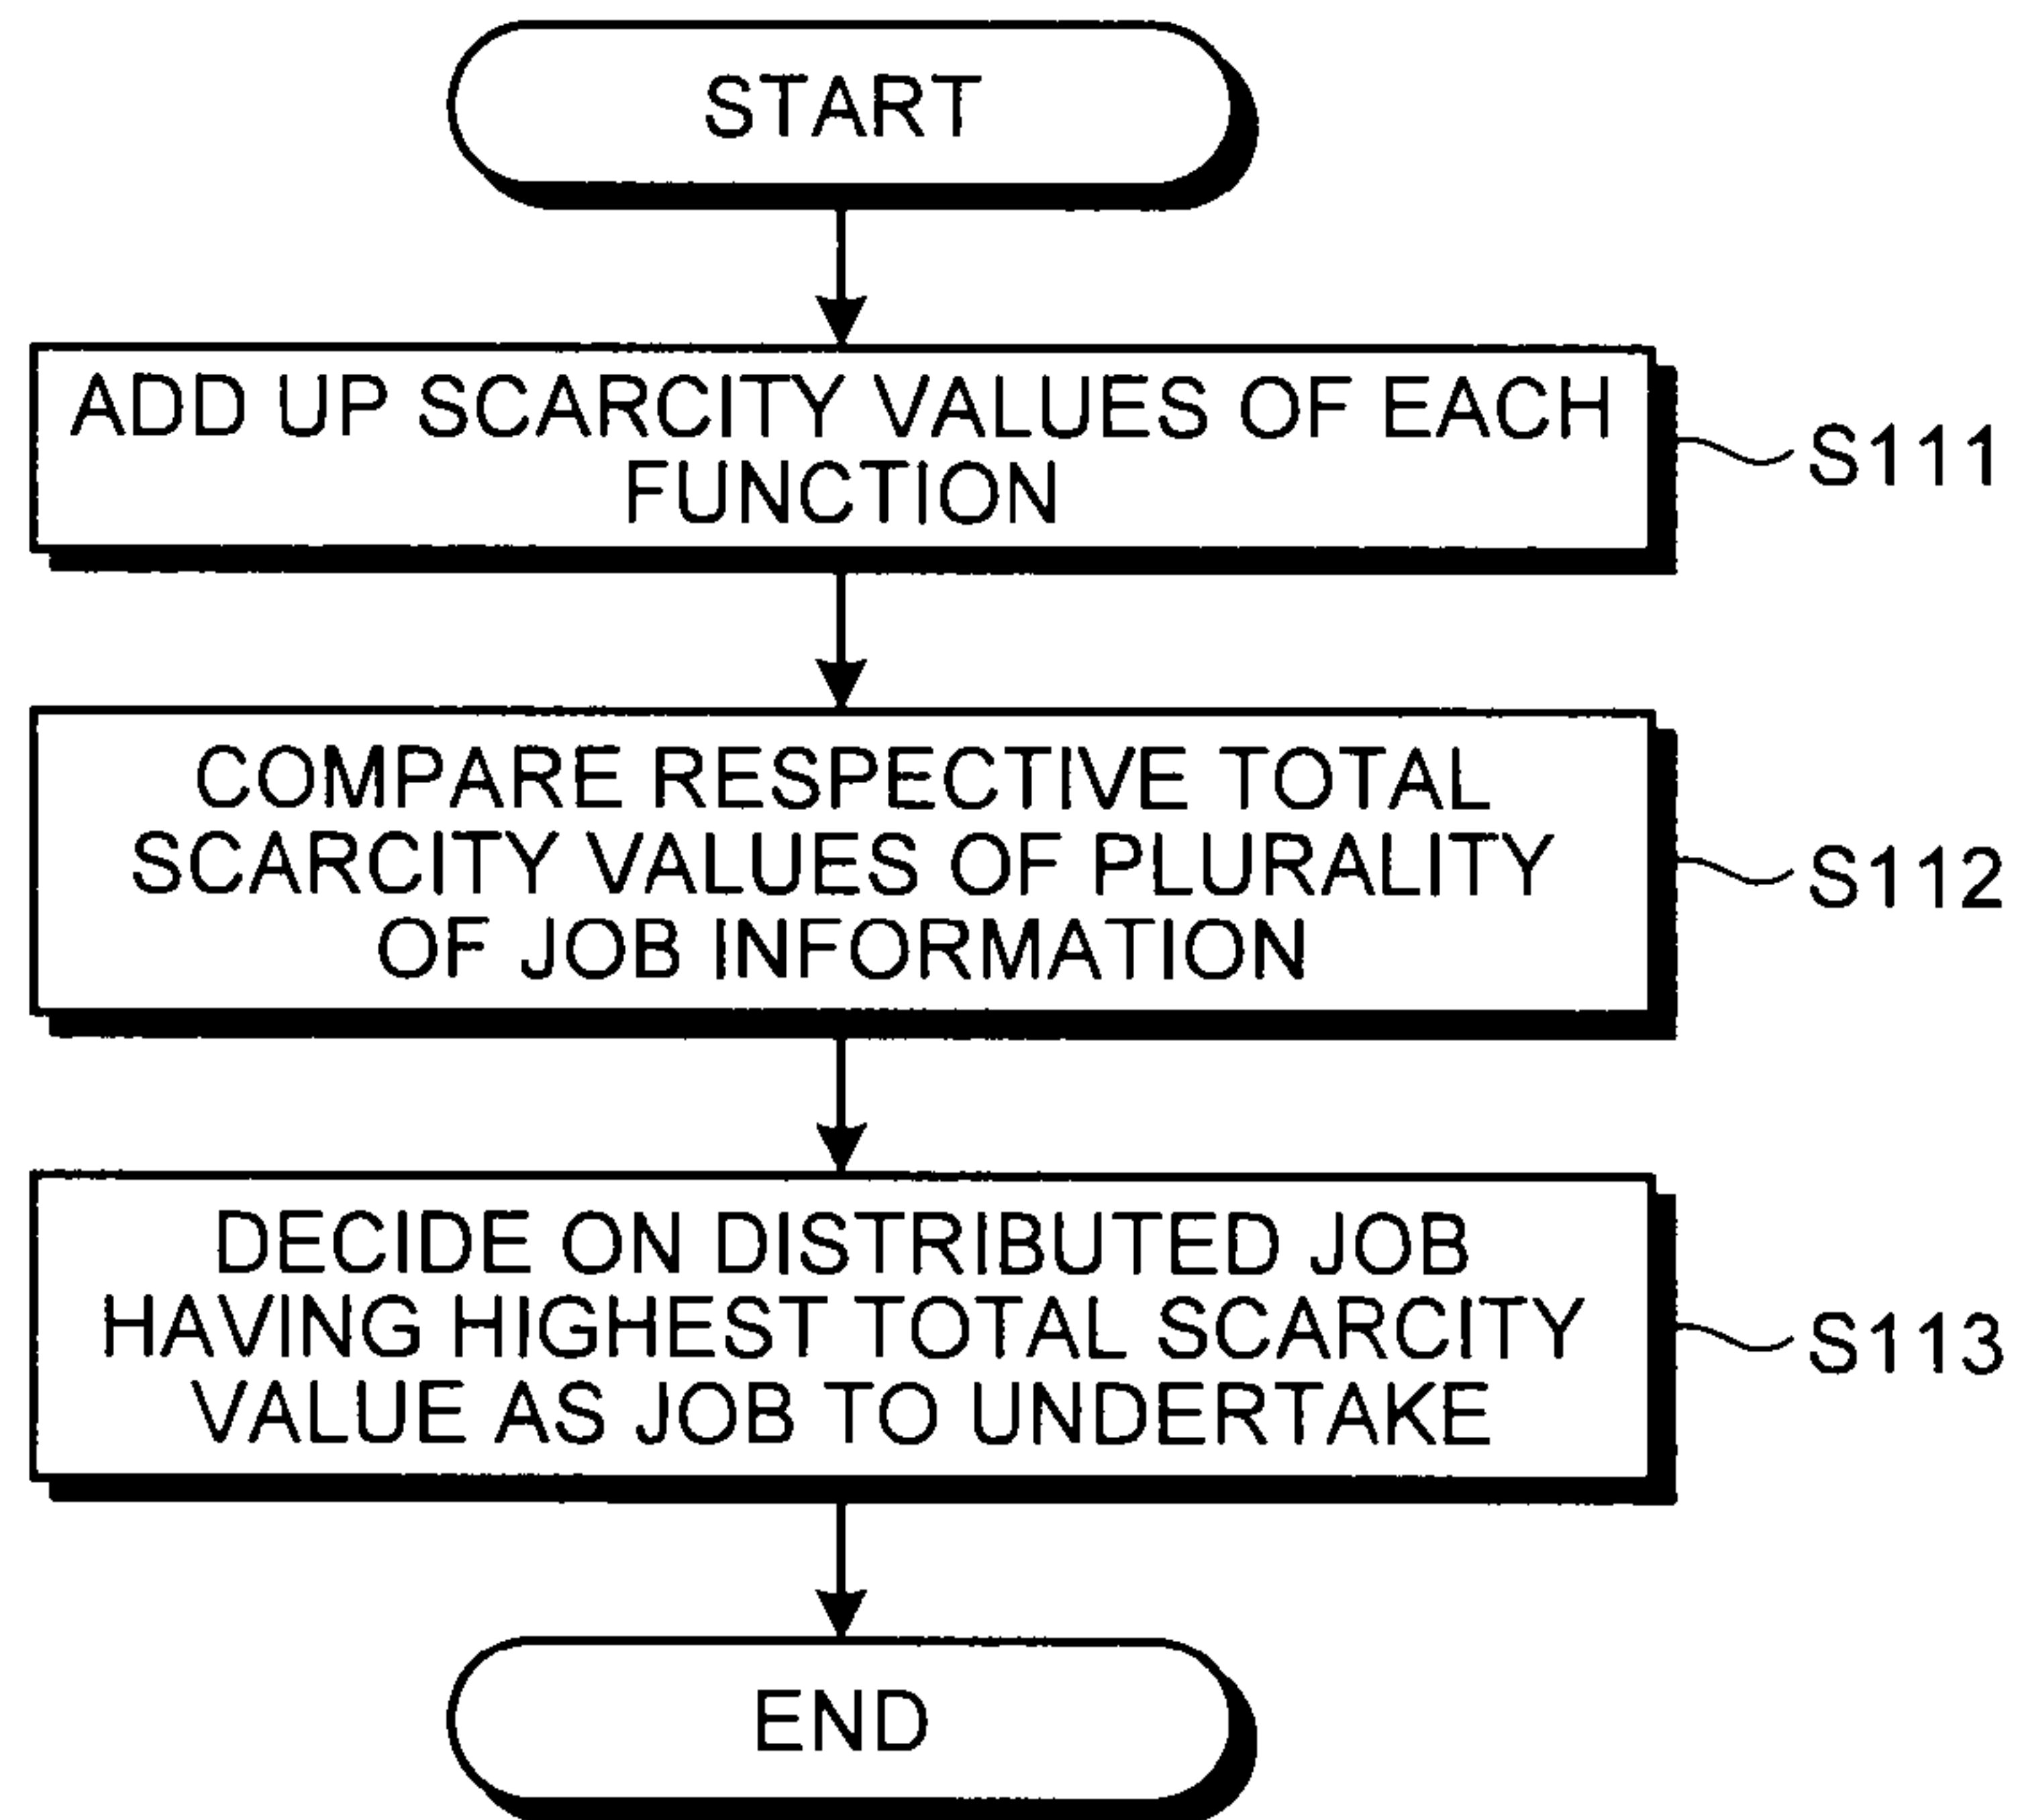 START
ADD UP SCARCITY VALUES OF EACH
FUNCTION
S111
COMPARE RESPECTIVE TOTAL
SCARCITY VALUES OF PLURALITY
OF JOB INFORMATION
S112
DECIDE ON DISTRIBUTED JOB
HAVING HIGHEST TOTAL SCARCITY
VALUE AS JOB TO UNDERTAKE
S113
END